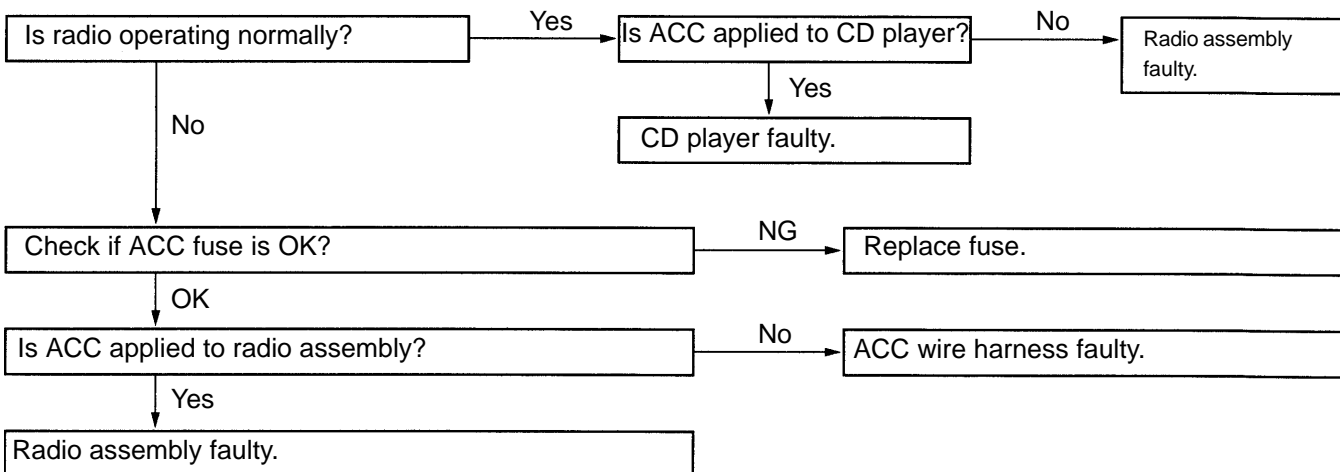 Is radio operating normally?
Yes
Is ACC applied to CD player?
No
Radio assembly
faulty.
Yes
CD player faulty.
No
Check if ACC fuse is OK?
NG
Replace fuse.
OK
Is ACC applied to radio assembly?
No
ACC wire harness faulty.
Yes
Radio assembly faulty.